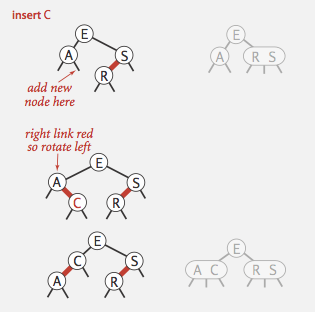 insert C
E
A S
R
add new
node here
E
A R S
right link red
so rotate left
E
A S
C R
E
C S
A R
E
A C R S